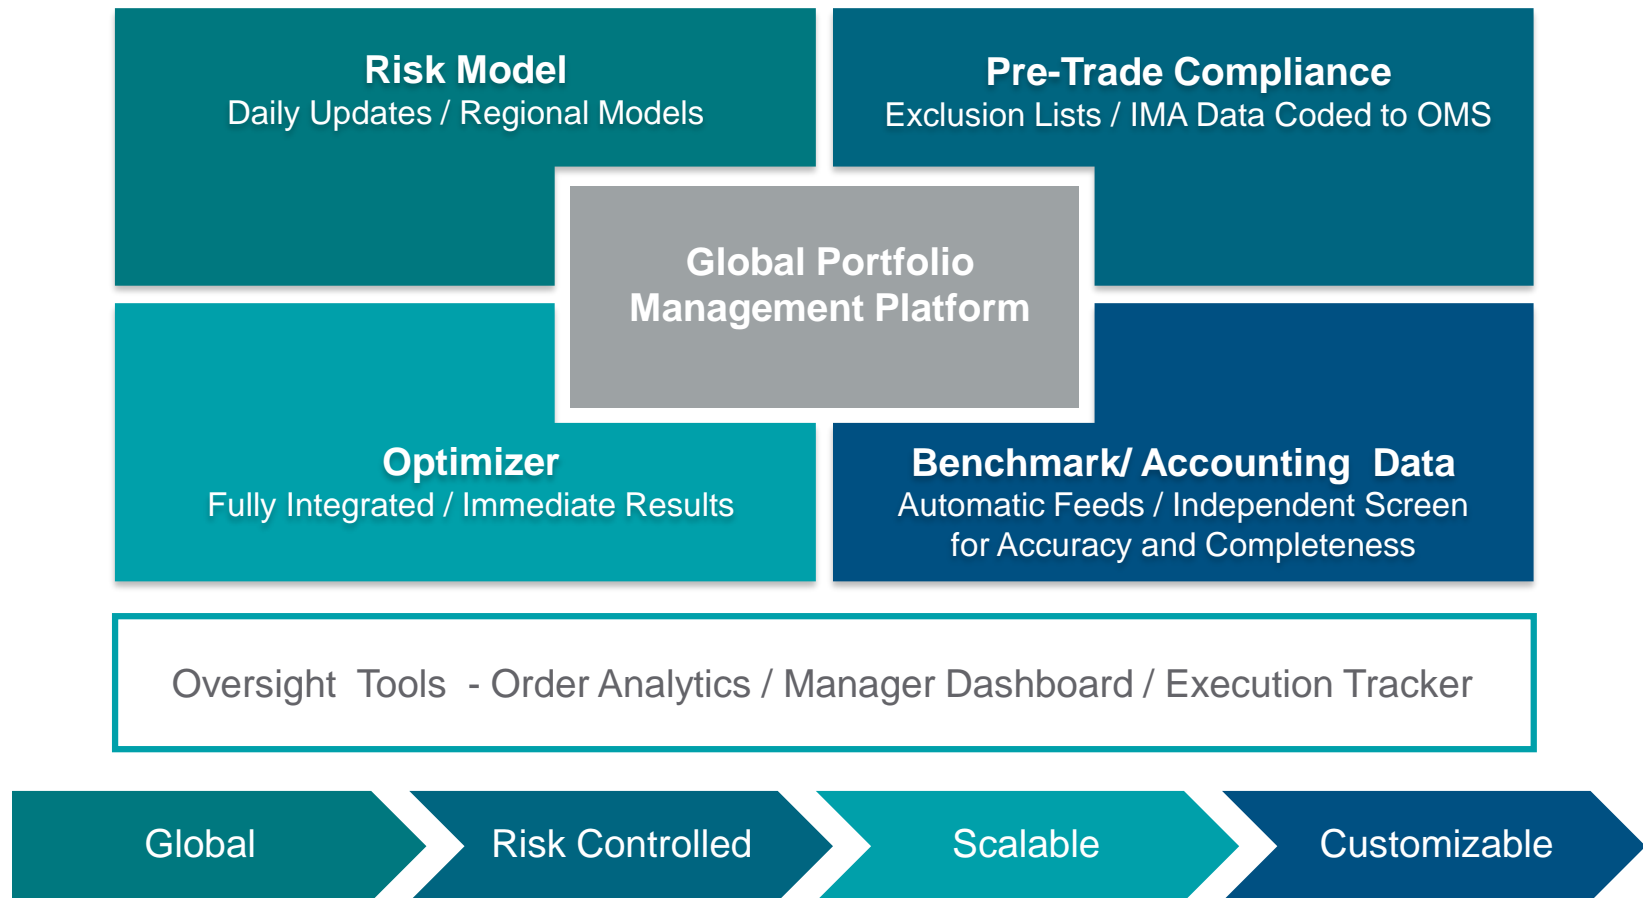 Risk Model
Daily Updates / Regional Models
Pre-Trade Compliance
Exclusion Lists / IMA Data Coded to OMS
Global Portfolio
Management Platform
Optimizer
Fully Integrated / Immediate Results
Benchmark/ Accounting  Data
Automatic Feeds / Independent Screen
for Accuracy and Completeness
Oversight  Tools  - Order Analytics / Manager Dashboard / Execution Tracker
Global
Risk Controlled
Scalable
Customizable